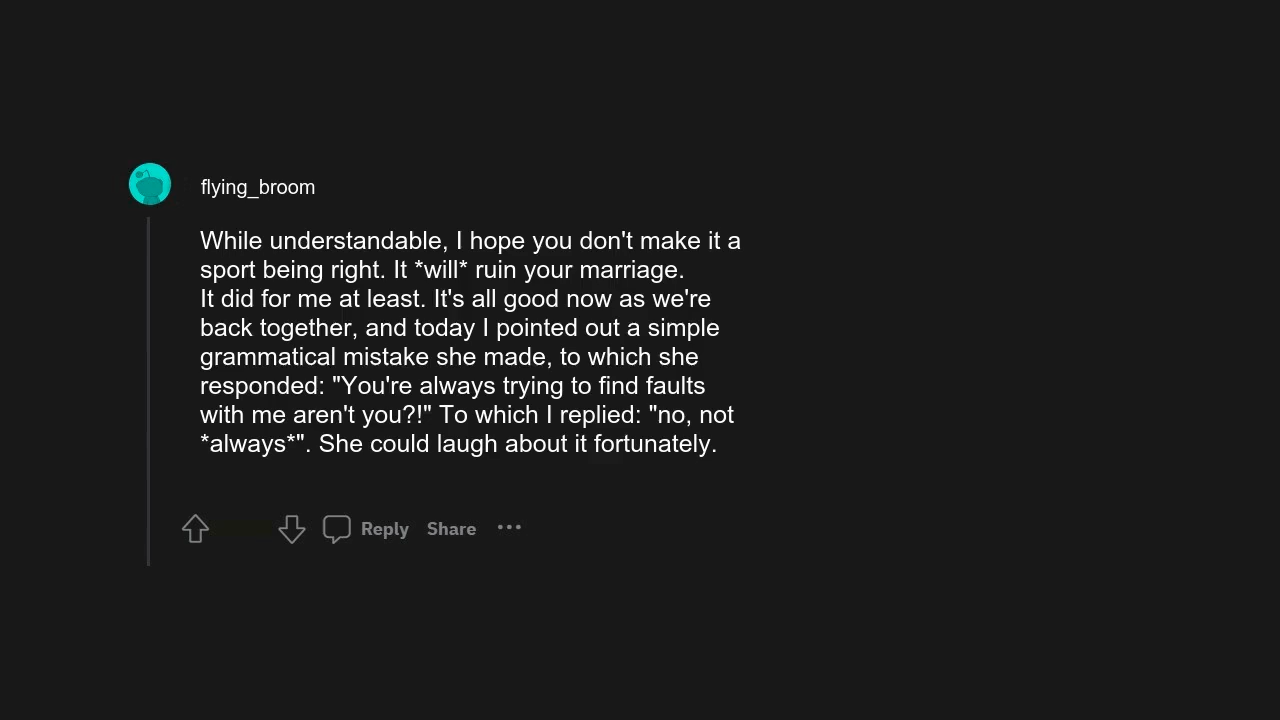 flying_broom
While understandable, I hope you don't make it a
sport being right. It *will* ruin your marriage.
It did for me at least. It's all good now as we're
back together, and today I pointed out a simple
grammatical mistake she made, to which she
responded: "You're always trying to find faults
with me aren't you?!" To which I replied: "no, not
*always*". She could laugh about it fortunately.
Reply Share